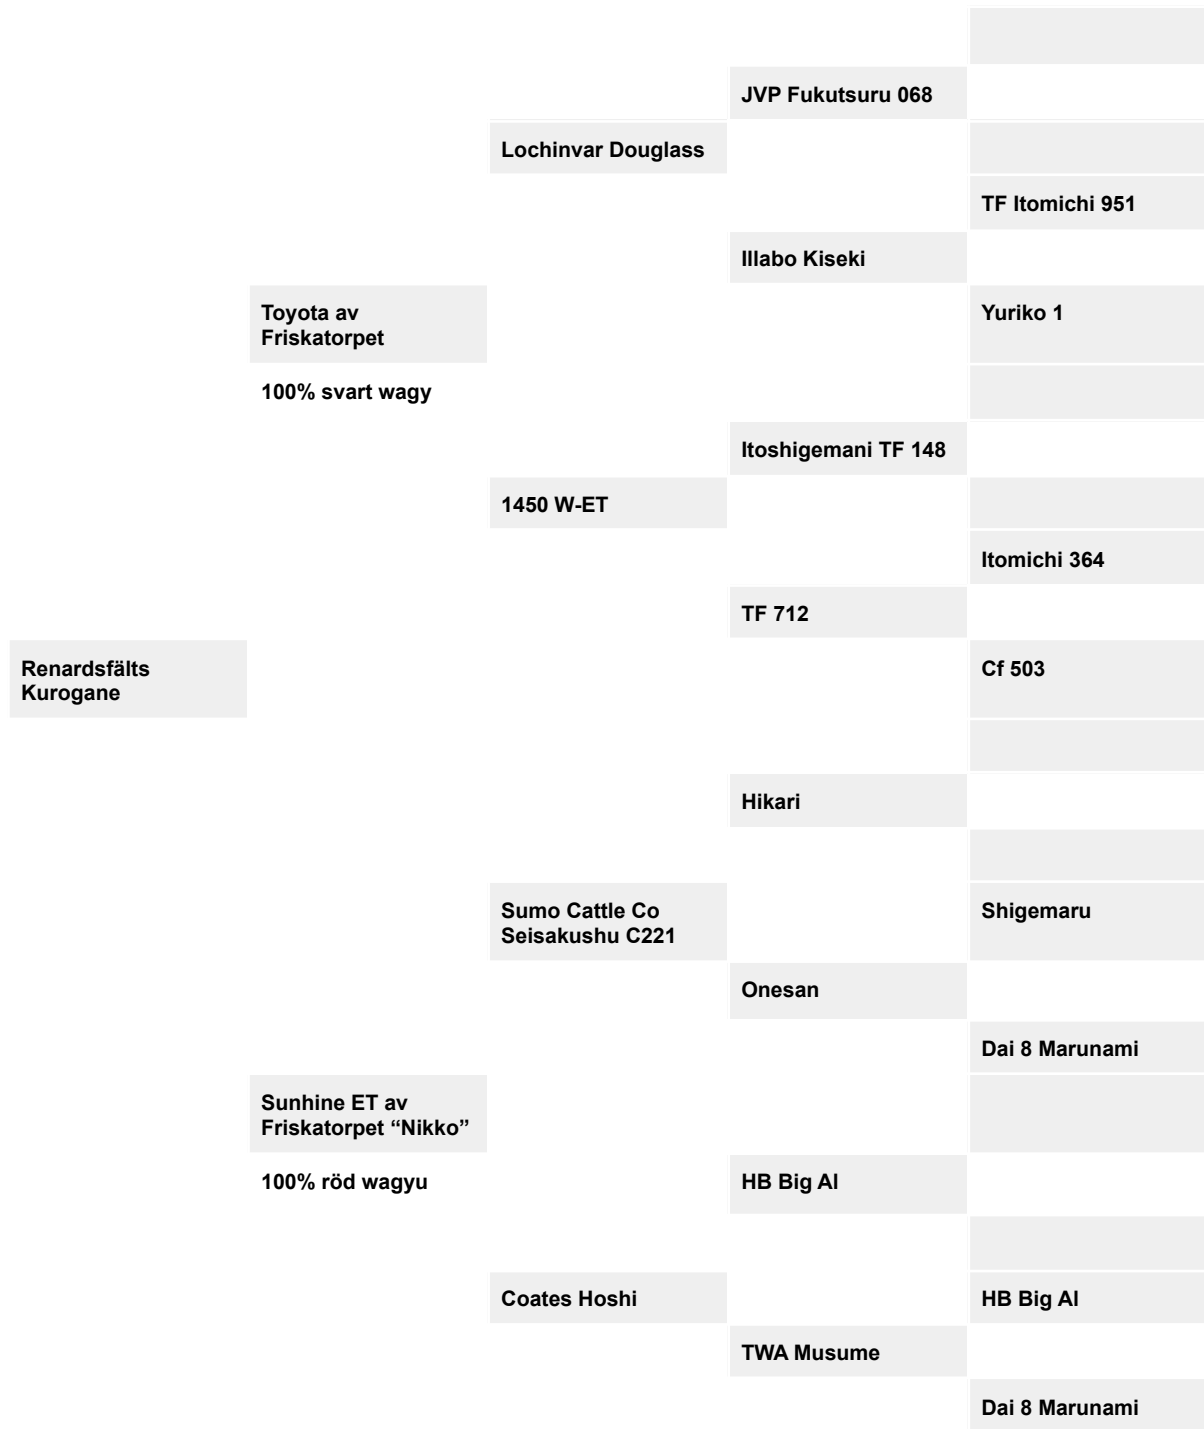 JVP Fukutsuru 068
Lochinvar Douglass
TF Itomichi 951
Illabo Kiseki
Toyota av
Friskatorpet
Yuriko 1
100% svart wagy
Itoshigemani TF 148
1450 W-ET
Itomichi 364
TF 712
Renardsfälts
Kurogane
Cf 503
Hikari
Sumo Cattle Co
Seisakushu C221
Shigemaru
Onesan
Dai 8 Marunami
Sunhine ET av
Friskatorpet “Nikko”
100% röd wagyu
HB Big Al
Coates Hoshi
HB Big Al
TWA Musume
Dai 8 Marunami